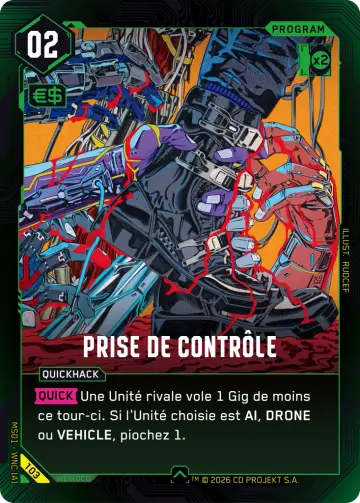 02
PROGRAM
€$
x2
ILLUST. RUDCEF
PRISE DE CONTRÔLE
QUICKHACK
QUICK Une Unité rivale vole 1 Gig de moins
ce tour-ci. Si l'Unité choisie est AI, DRONE
ou VEHICLE, piochez 1.
103
™ © 2026 CD PROJEKT S.A.